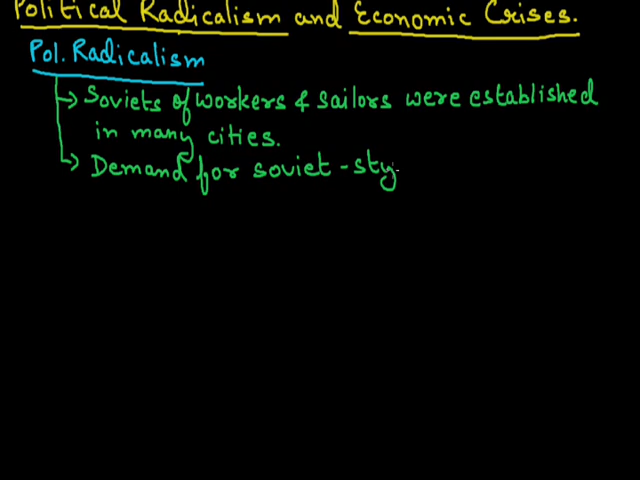 Political Radicalism and Economic Crises.
Pol. Radicalism
Soviets of workers & sailors were established
in many cities.
Demand for soviet-sty